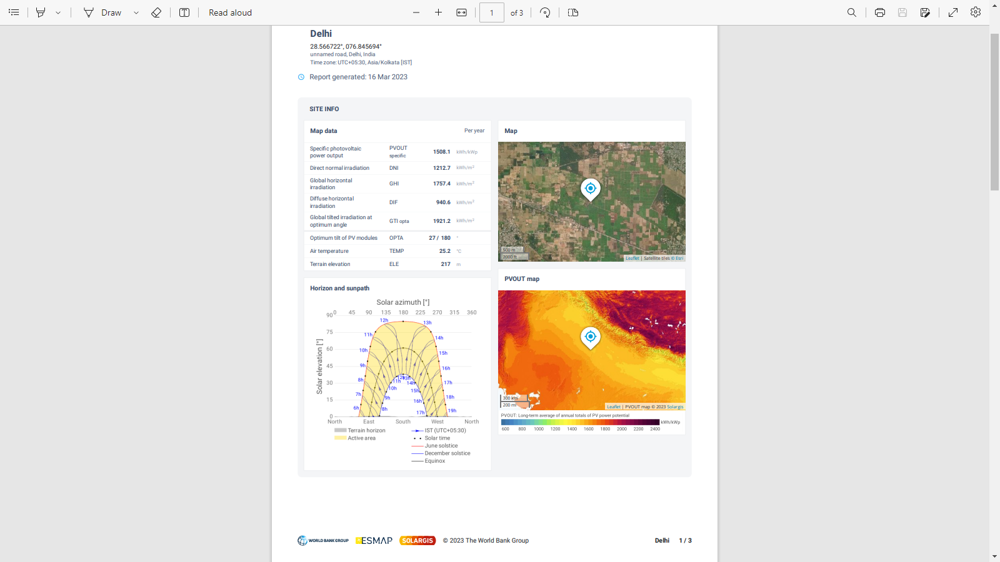 Draw
Read aloud
1
of 3
Delhi
28.566722°, 076.845694°
unnamed road, Delhi, India
Time zone: UTC+05:30, Asia/Kolkata [IST]
Report generated: 16 Mar 2023
SITE INFO
Map data
Per year
Specific photovoltaic power output PVOUT specific 1508.1 kWh/kWp
Direct normal irradiation DNI 1212.7 kWh/m²
Global horizontal irradiation GHI 1757.4 kWh/m²
Diffuse horizontal irradiation DIF 940.6 kWh/m²
Global tilted irradiation at optimum angle GTI opta 1921.2 kWh/m²
Optimum tilt of PV modules OPTA 27 / 180 °
Air temperature TEMP 25.2 °C
Terrain elevation ELE 217 m
Map
500 m
2000 ft
Leaflet | Satellite tiles © Esri
Horizon and sunpath
Solar azimuth [°]
0 45 90 135 180 225 270 315 360
Solar elevation [°]
90
75
60
45
30
15
0
12h 13h
11h 14h
10h 15h
9h 16h
8h 17h
7h 18h
6h 19h
11h 14h
10h 15h
9h 16h
8h 17h
North East South West North
Terrain horizon
Active area
IST (UTC+05:30)
Solar time
June solstice
December solstice
Equinox
PVOUT map
300 km
200 mi
Leaflet | PVOUT map © 2023 Solargis
PVOUT: Long-term average of annual totals of PV power potential
kWh/kWp
600 800 1000 1200 1400 1600 1800 2000 2200 2400
WORLD BANK GROUP
ESMAP
SOLARGIS
© 2023 The World Bank Group
Delhi 1 / 3